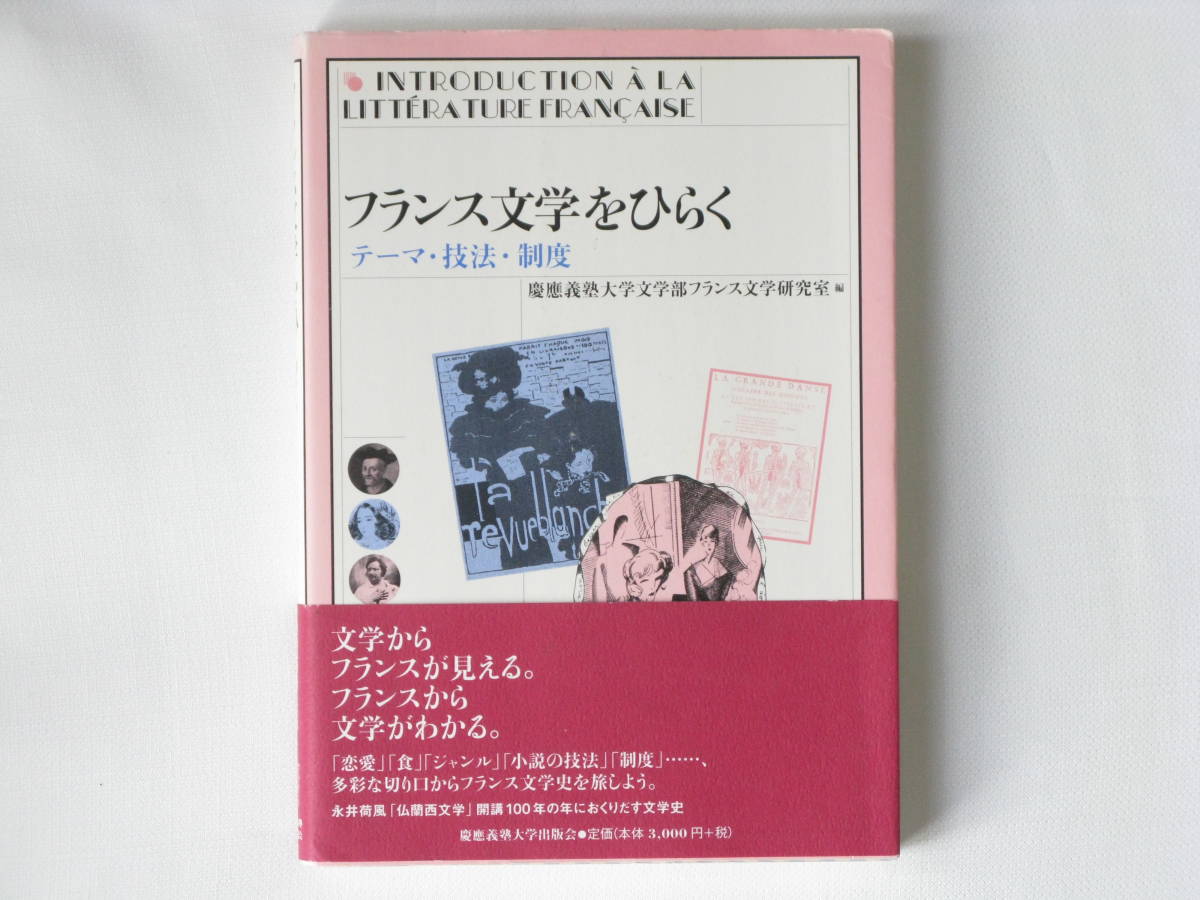 INTRODUCTION À LA
LITTÉRATURE FRANÇAISE
フランス文学をひらく
テーマ・技法・制度
慶應義塾大学文学部フランス文学研究室 編
PARAIT CHAQUE MOIS
la
revue blanche
LA GRANDE DANSE
文学から
フランスが見える。
フランスから
文学がわかる。
「恋愛」「食」「ジャンル」「小説の技法」「制度」……、
多彩な切り口からフランス文学史を旅しよう。
永井荷風「仏蘭西文学」開講100年の年におくりだす文学史
慶應義塾大学出版会●定価(本体 3,000円+税)